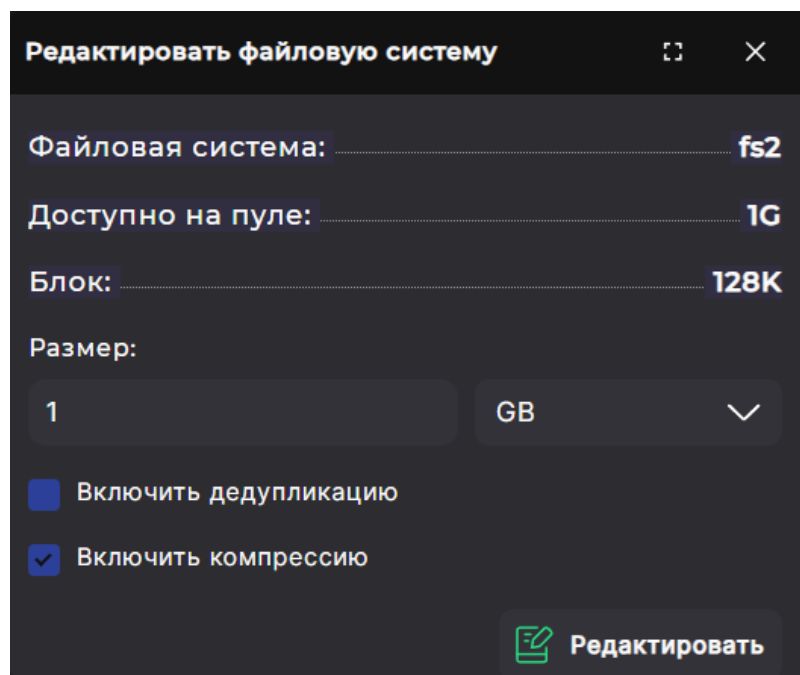 Редактировать файловую систему
Файловая система: fs2
Доступно на пуле: 1G
Блок: 128K
Размер:
1 GB
Включить дедупликацию
Включить компрессию
Редактировать